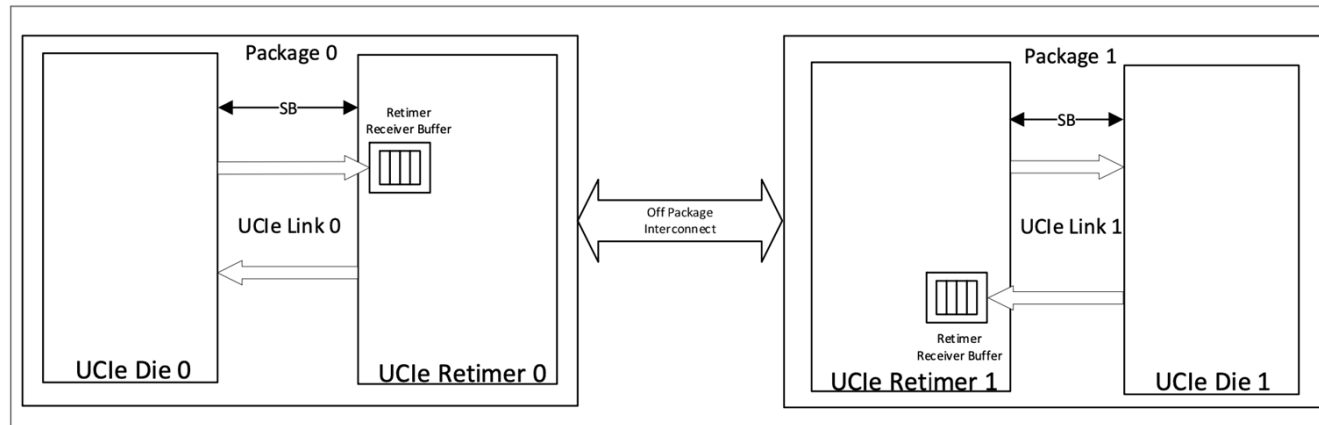 Package 0
SB
Retimer
Receiver Buffer
UCIe Link 0
UCIe Die 0
UCIe Retimer 0
Off Package
Interconnect
Package 1
SB
UCIe Link 1
Retimer
Receiver Buffer
UCIe Retimer 1
UCIe Die 1